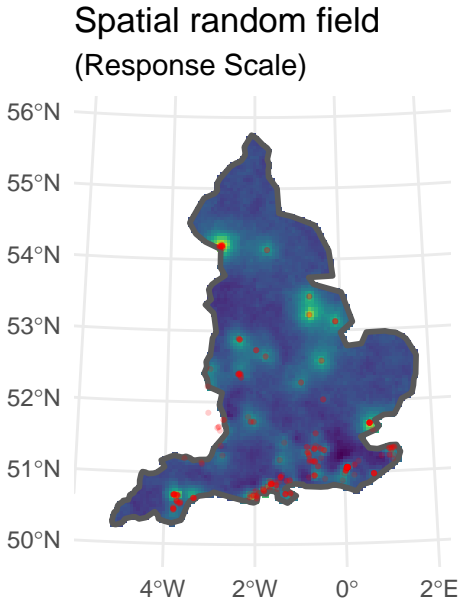 Spatial random field
(Response Scale)
56°N
55°N
54°N
53°N
52°N
51°N
50°N
4°W 2°W 0° 2°E